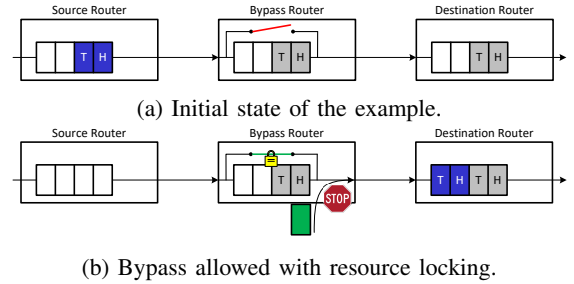 Source Router Bypass Router Destination Router
T H T H T H
(a) Initial state of the example.
Source Router Bypass Router Destination Router
T H T H T H
STOP
(b) Bypass allowed with resource locking.